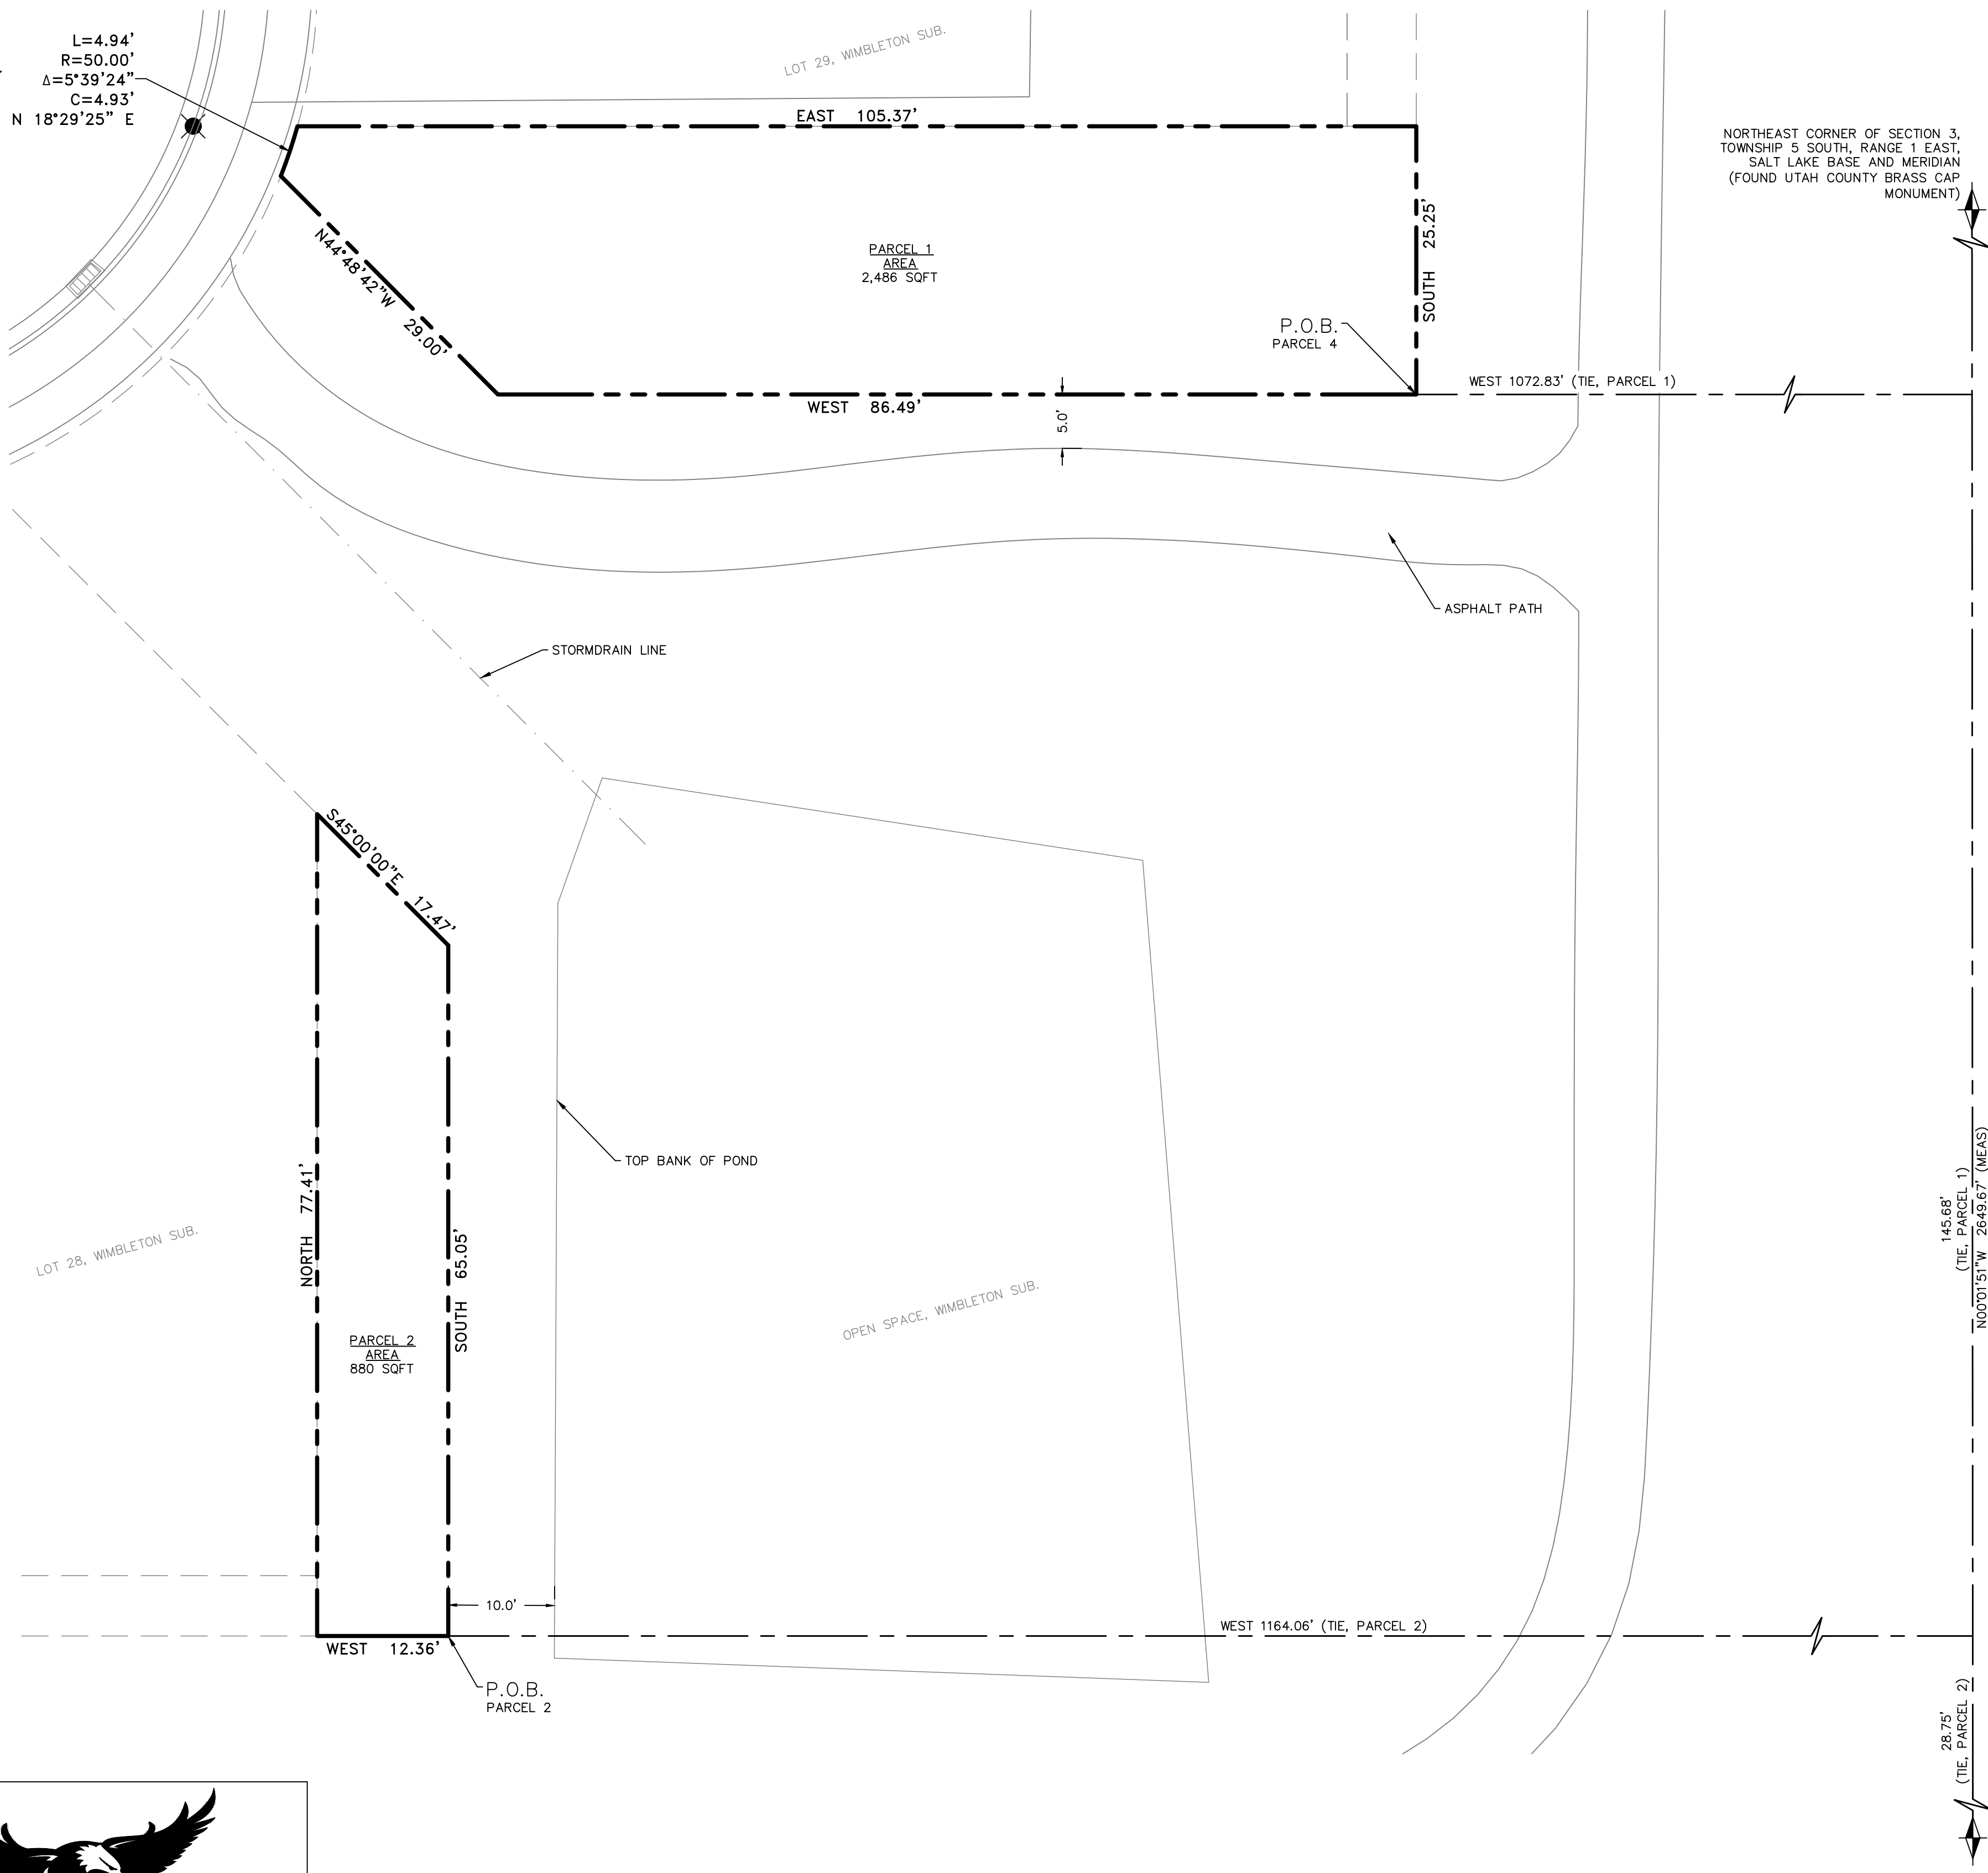 L=4.94'
R=50.00'
Δ=5°39'24"
C=4.93'
N 18°29'25" E
LOT 29, WIMBLETON SUB.
EAST 105.37'
NORTHEAST CORNER OF SECTION 3,
TOWNSHIP 5 SOUTH, RANGE 1 EAST,
SALT LAKE BASE AND MERIDIAN
(FOUND UTAH COUNTY BRASS CAP
MONUMENT)
N44°48'42"W 29.00'
PARCEL 1
AREA
2,486 SQFT
SOUTH 25.25'
P.O.B.
PARCEL 4
WEST 1072.83' (TIE, PARCEL 1)
WEST 86.49'
5.0'
ASPHALT PATH
STORMDRAIN LINE
S45°00'00"E 17.47'
TOP BANK OF POND
NORTH 77.41'
SOUTH 65.05'
LOT 28, WIMBLETON SUB.
OPEN SPACE, WIMBLETON SUB.
PARCEL 2
AREA
880 SQFT
145.68'
(TIE, PARCEL 1)
N00°01'51"W 2649.67' (MEAS)
10.0'
WEST 1164.06' (TIE, PARCEL 2)
WEST 12.36'
P.O.B.
PARCEL 2
28.75'
(TIE, PARCEL 2)